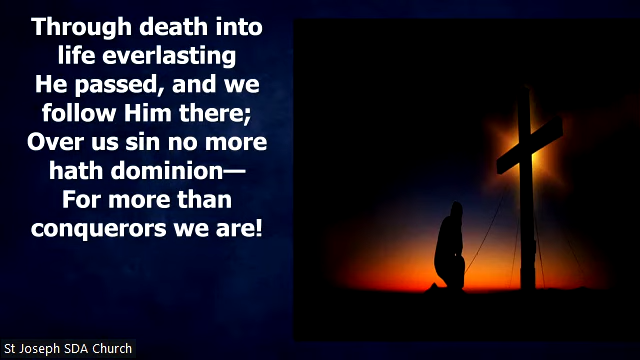 Through death into
life everlasting
He passed, and we
follow Him there;
Over us sin no more
hath dominion—
For more than
conquerors we are!
St Joseph SDA Church